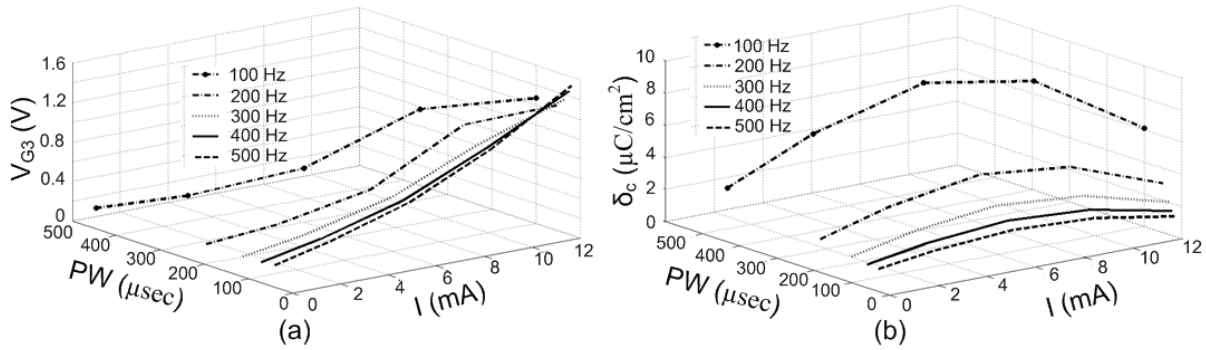 1.6
1.2
0.8
0.4
0
V_G3 (V)
100 Hz
200 Hz
300 Hz
400 Hz
500 Hz
500
400
300
200
100
0
PW (μsec)
0
2
4
6
8
10
12
I (mA)
(a)
10
8
6
4
2
0
δ_c (μC/cm²)
100 Hz
200 Hz
300 Hz
400 Hz
500 Hz
500
400
300
200
100
0
PW (μsec)
0
2
4
6
8
10
12
I (mA)
(b)